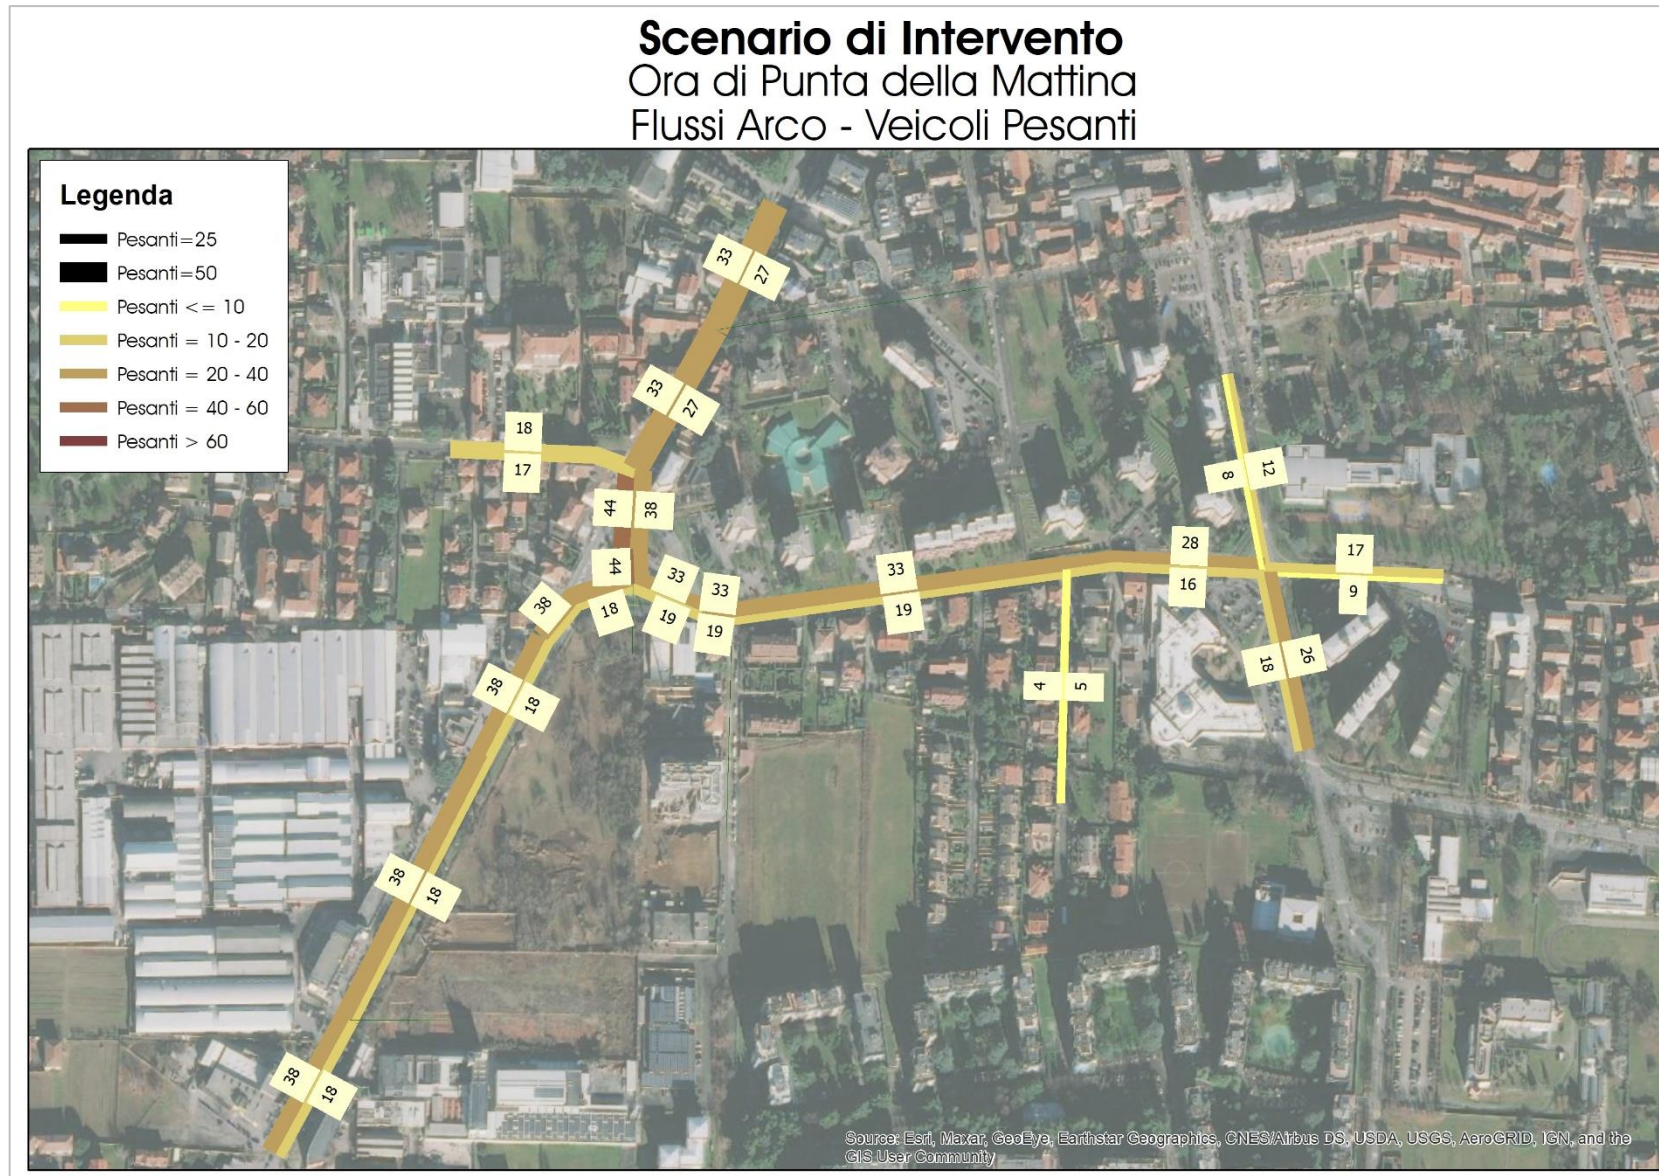 Scenario di Intervento
Ora di Punta della Mattina
Flussi Arco - Veicoli Pesanti
Legenda
Pesanti=25
Pesanti=50
Pesanti <= 10
Pesanti = 10 - 20
Pesanti = 20 - 40
Pesanti = 40 - 60
Pesanti > 60
33
27
33
27
18
17
44
38
44
18
38
33
19
33
19
33
19
28
16
8
12
17
9
18
26
4
5
38
18
38
18
38
18
Source: Esri, Maxar, GeoEye, Earthstar Geographics, CNES/Airbus DS, USDA, USGS, AeroGRID, IGN, and the
GIS User Community